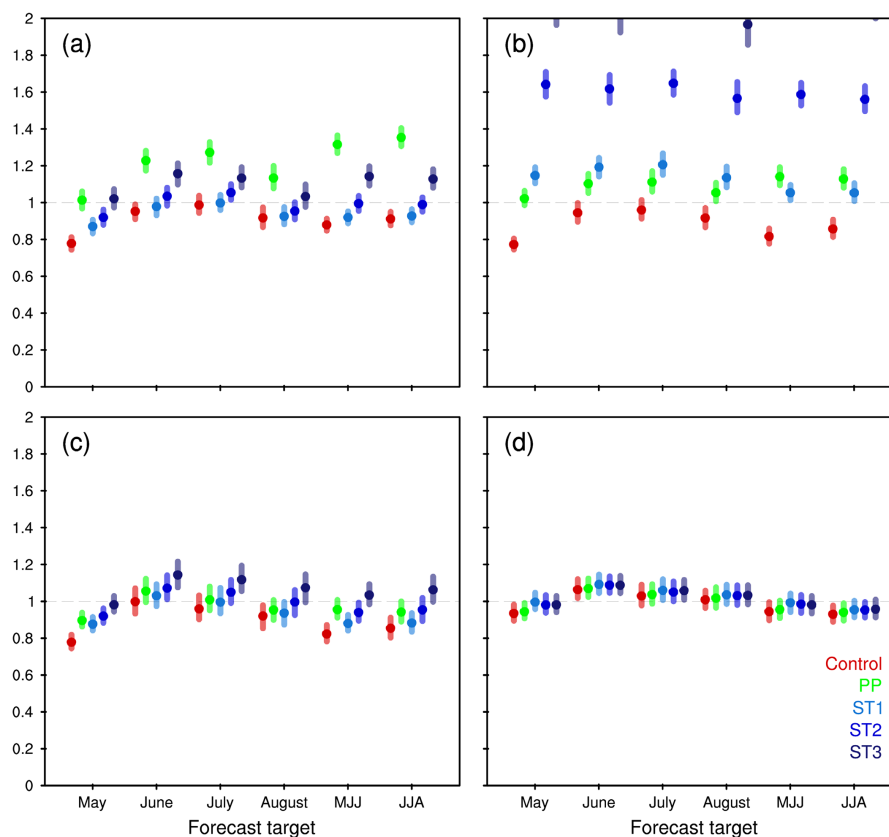 2
1.8
1.6
1.4
1.2
1
0.8
0.6
0.4
0.2
0
(a)
(b)
2
1.8
1.6
1.4
1.2
1
0.8
0.6
0.4
0.2
0
(c)
(d)
Control
PP
ST1
ST2
ST3
May June July August MJJ JJA
Forecast target
May June July August MJJ JJA
Forecast target